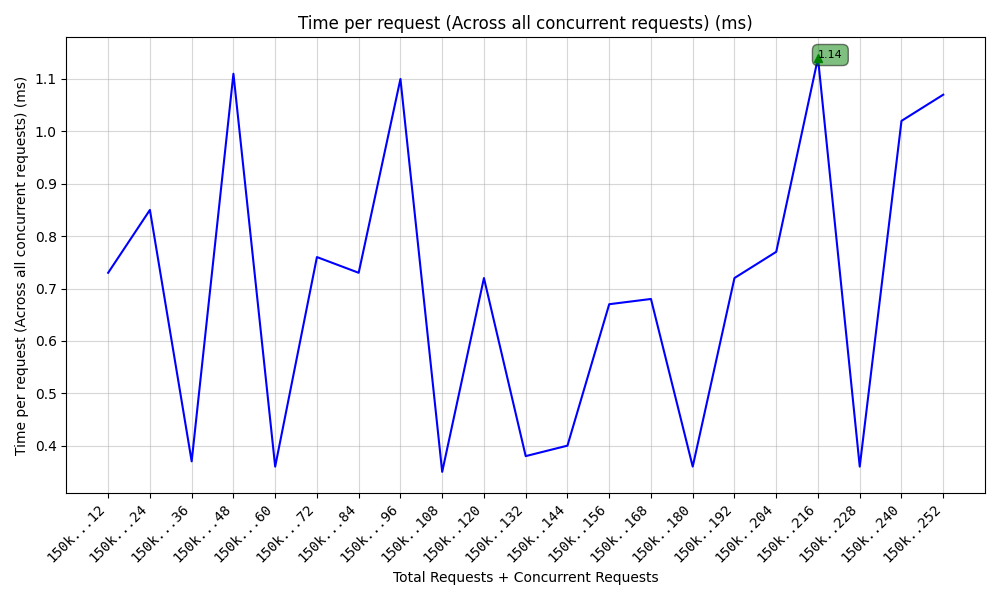 Time per request (Across all concurrent requests) (ms)
Time per request (Across all concurrent requests) (ms)
1.1
1.0
0.9
0.8
0.7
0.6
0.5
0.4
1.14
150k...12
150k...24
150k...36
150k...48
150k...60
150k...72
150k...84
150k...96
150k..108
150k..120
150k..132
150k..144
150k..156
150k..168
150k..180
150k..192
150k..204
150k..216
150k..228
150k..240
150k..252
Total Requests + Concurrent Requests